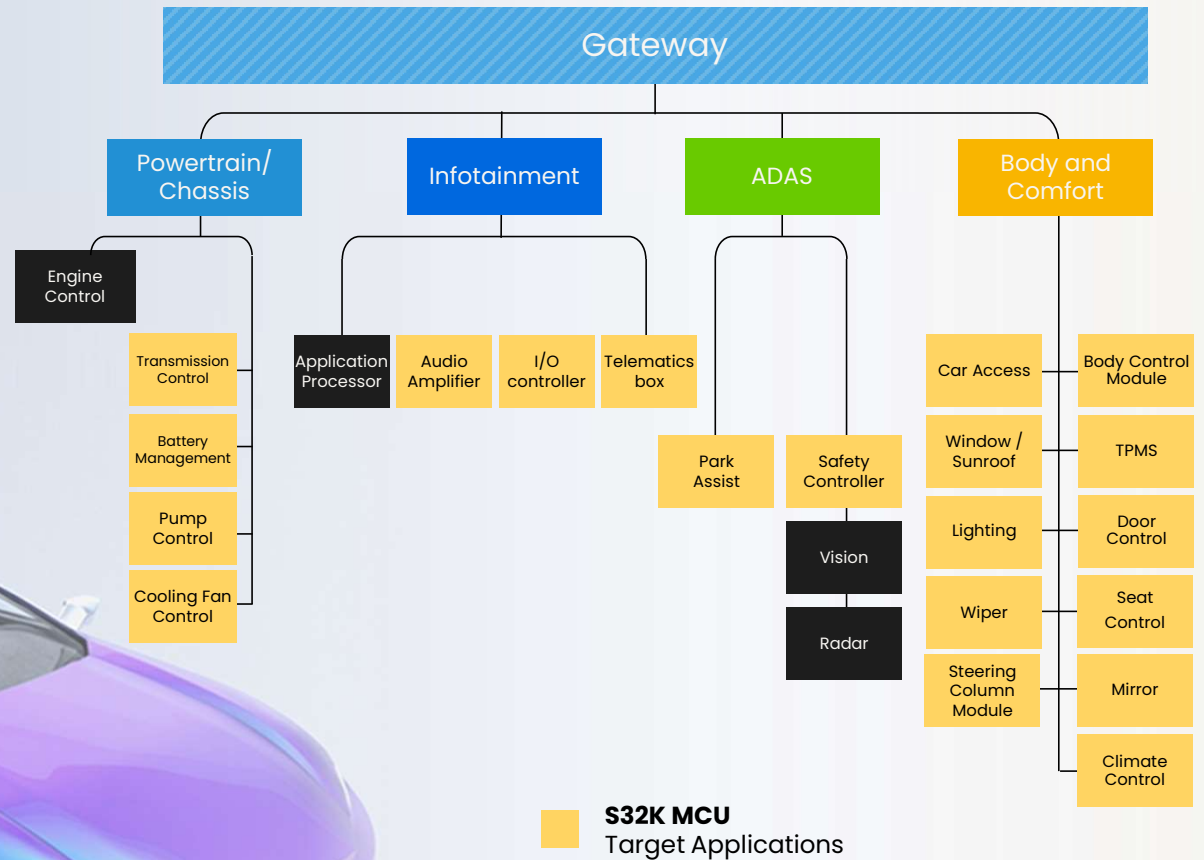 Gateway
Powertrain/
Chassis
Infotainment
ADAS
Body and
Comfort
Engine
Control
Transmission
Control
Battery
Management
Pump
Control
Cooling Fan
Control
Application
Processor
Audio
Amplifier
I/O
controller
Telematics
box
Park
Assist
Safety
Controller
Vision
Radar
Car Access
Body Control
Module
Window /
Sunroof
TPMS
Lighting
Door
Control
Wiper
Seat
Control
Steering
Column
Module
Mirror
Climate
Control
S32K MCU
Target Applications